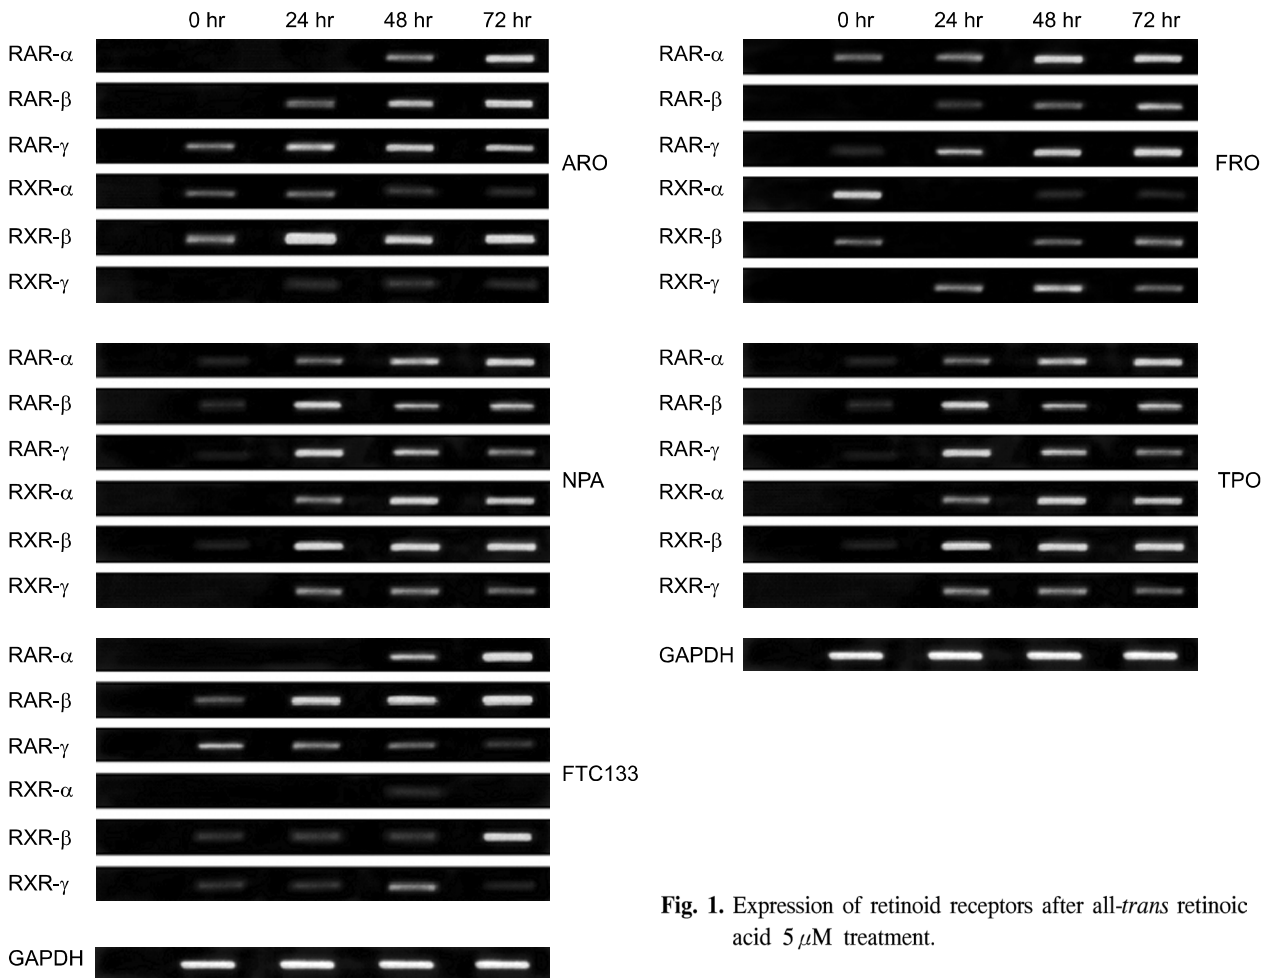 0 hr 24 hr 48 hr 72 hr
RAR-α
RAR-β
RAR-γ
RXR-α
RXR-β
RXR-γ
ARO
RAR-α
RAR-β
RAR-γ
RXR-α
RXR-β
RXR-γ
NPA
RAR-α
RAR-β
RAR-γ
RXR-α
RXR-β
RXR-γ
FTC133
GAPDH
0 hr 24 hr 48 hr 72 hr
RAR-α
RAR-β
RAR-γ
RXR-α
RXR-β
RXR-γ
FRO
RAR-α
RAR-β
RAR-γ
RXR-α
RXR-β
RXR-γ
TPO
GAPDH
Fig. 1. Expression of retinoid receptors after all-trans retinoic
acid 5 μM treatment.